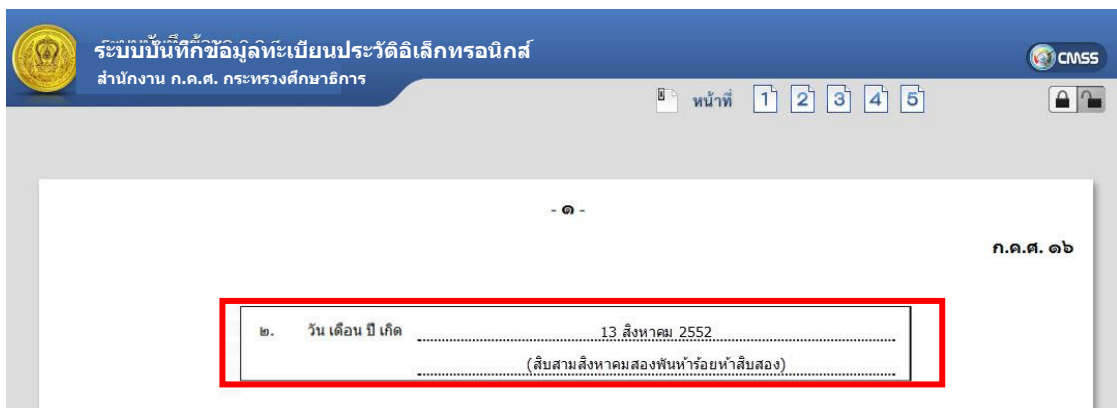 ระบบบันทึกข้อมูลทะเบียนประวัติอิเล็กทรอนิกส์
สำนักงาน ก.ค.ศ. กระทรวงศึกษาธิการ
CMSS
หน้าที่ 1 2 3 4 5
- ๑ -
ก.ค.ศ. ๑๖
๒. วัน เดือน ปี เกิด 13 สิงหาคม 2552
(สิบสามสิงหาคมสองพันห้าร้อยห้าสิบสอง)